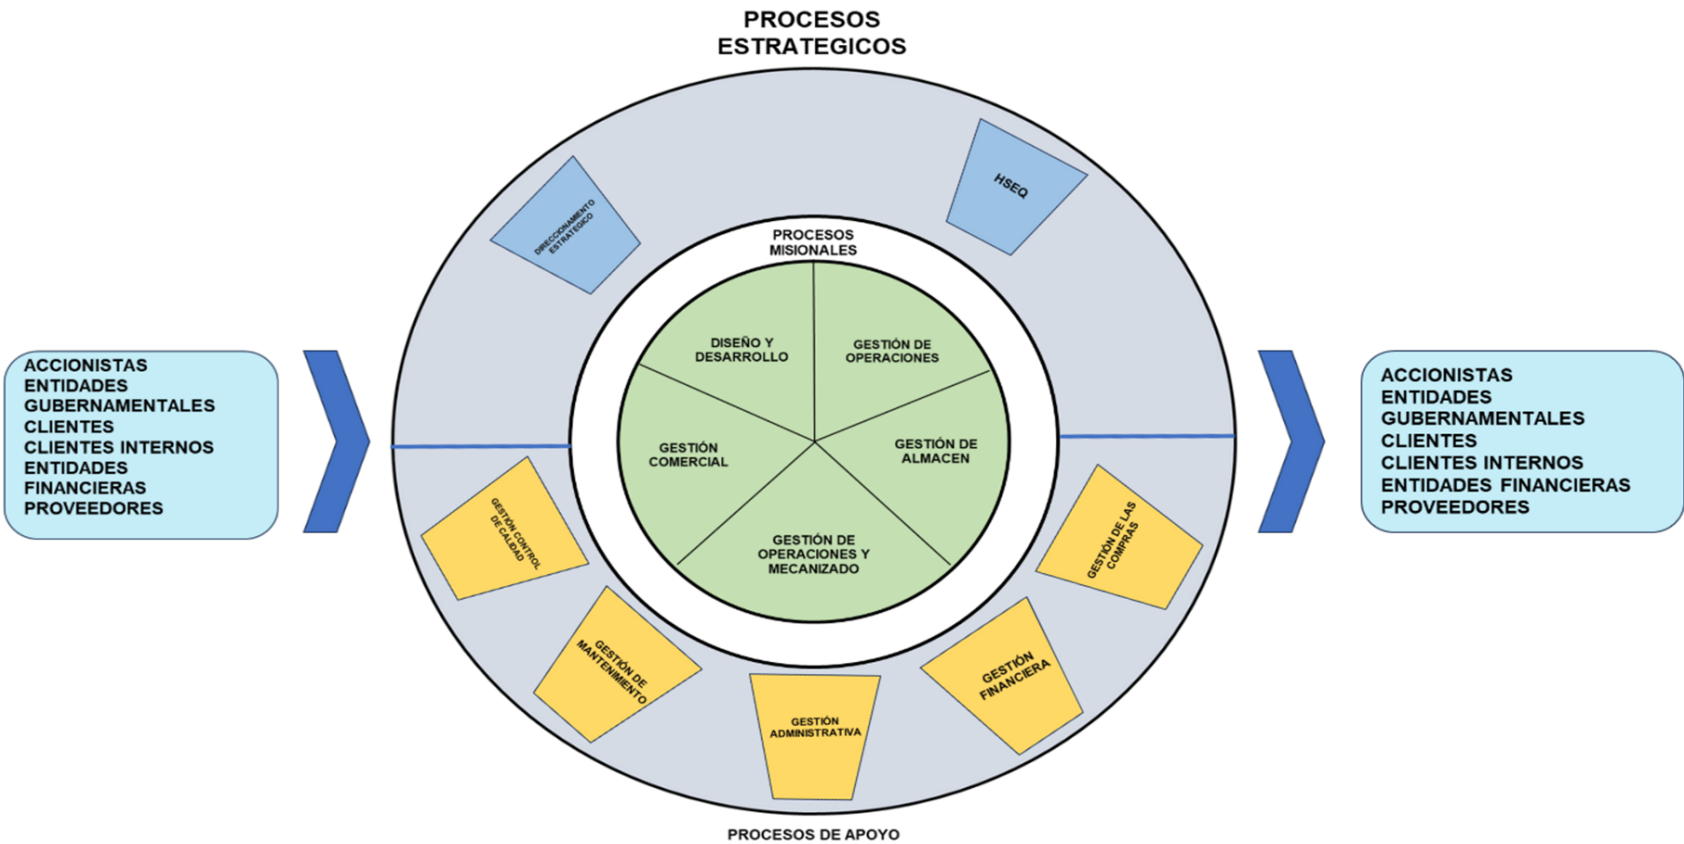 PROCESOS
ESTRATEGICOS
DIRECCIONAMIENTO
ESTRATEGICO
HSEQ
PROCESOS
MISIONALES
DISEÑO Y
DESARROLLO
GESTIÓN DE
OPERACIONES
GESTIÓN
COMERCIAL
GESTIÓN DE
ALMACEN
GESTIÓN DE
OPERACIONES Y
MECANIZADO
ACCIONISTAS
ENTIDADES
GUBERNAMENTALES
CLIENTES
CLIENTES INTERNOS
ENTIDADES
FINANCIERAS
PROVEEDORES
ACCIONISTAS
ENTIDADES
GUBERNAMENTALES
CLIENTES
CLIENTES INTERNOS
ENTIDADES FINANCIERAS
PROVEEDORES
GESTIÓN CONTROL
DE CALIDAD
GESTIÓN DE
MANTENIMIENTO
GESTIÓN
ADMINISTRATIVA
GESTIÓN
FINANCIERA
GESTIÓN DE LAS
COMPRAS
PROCESOS DE APOYO